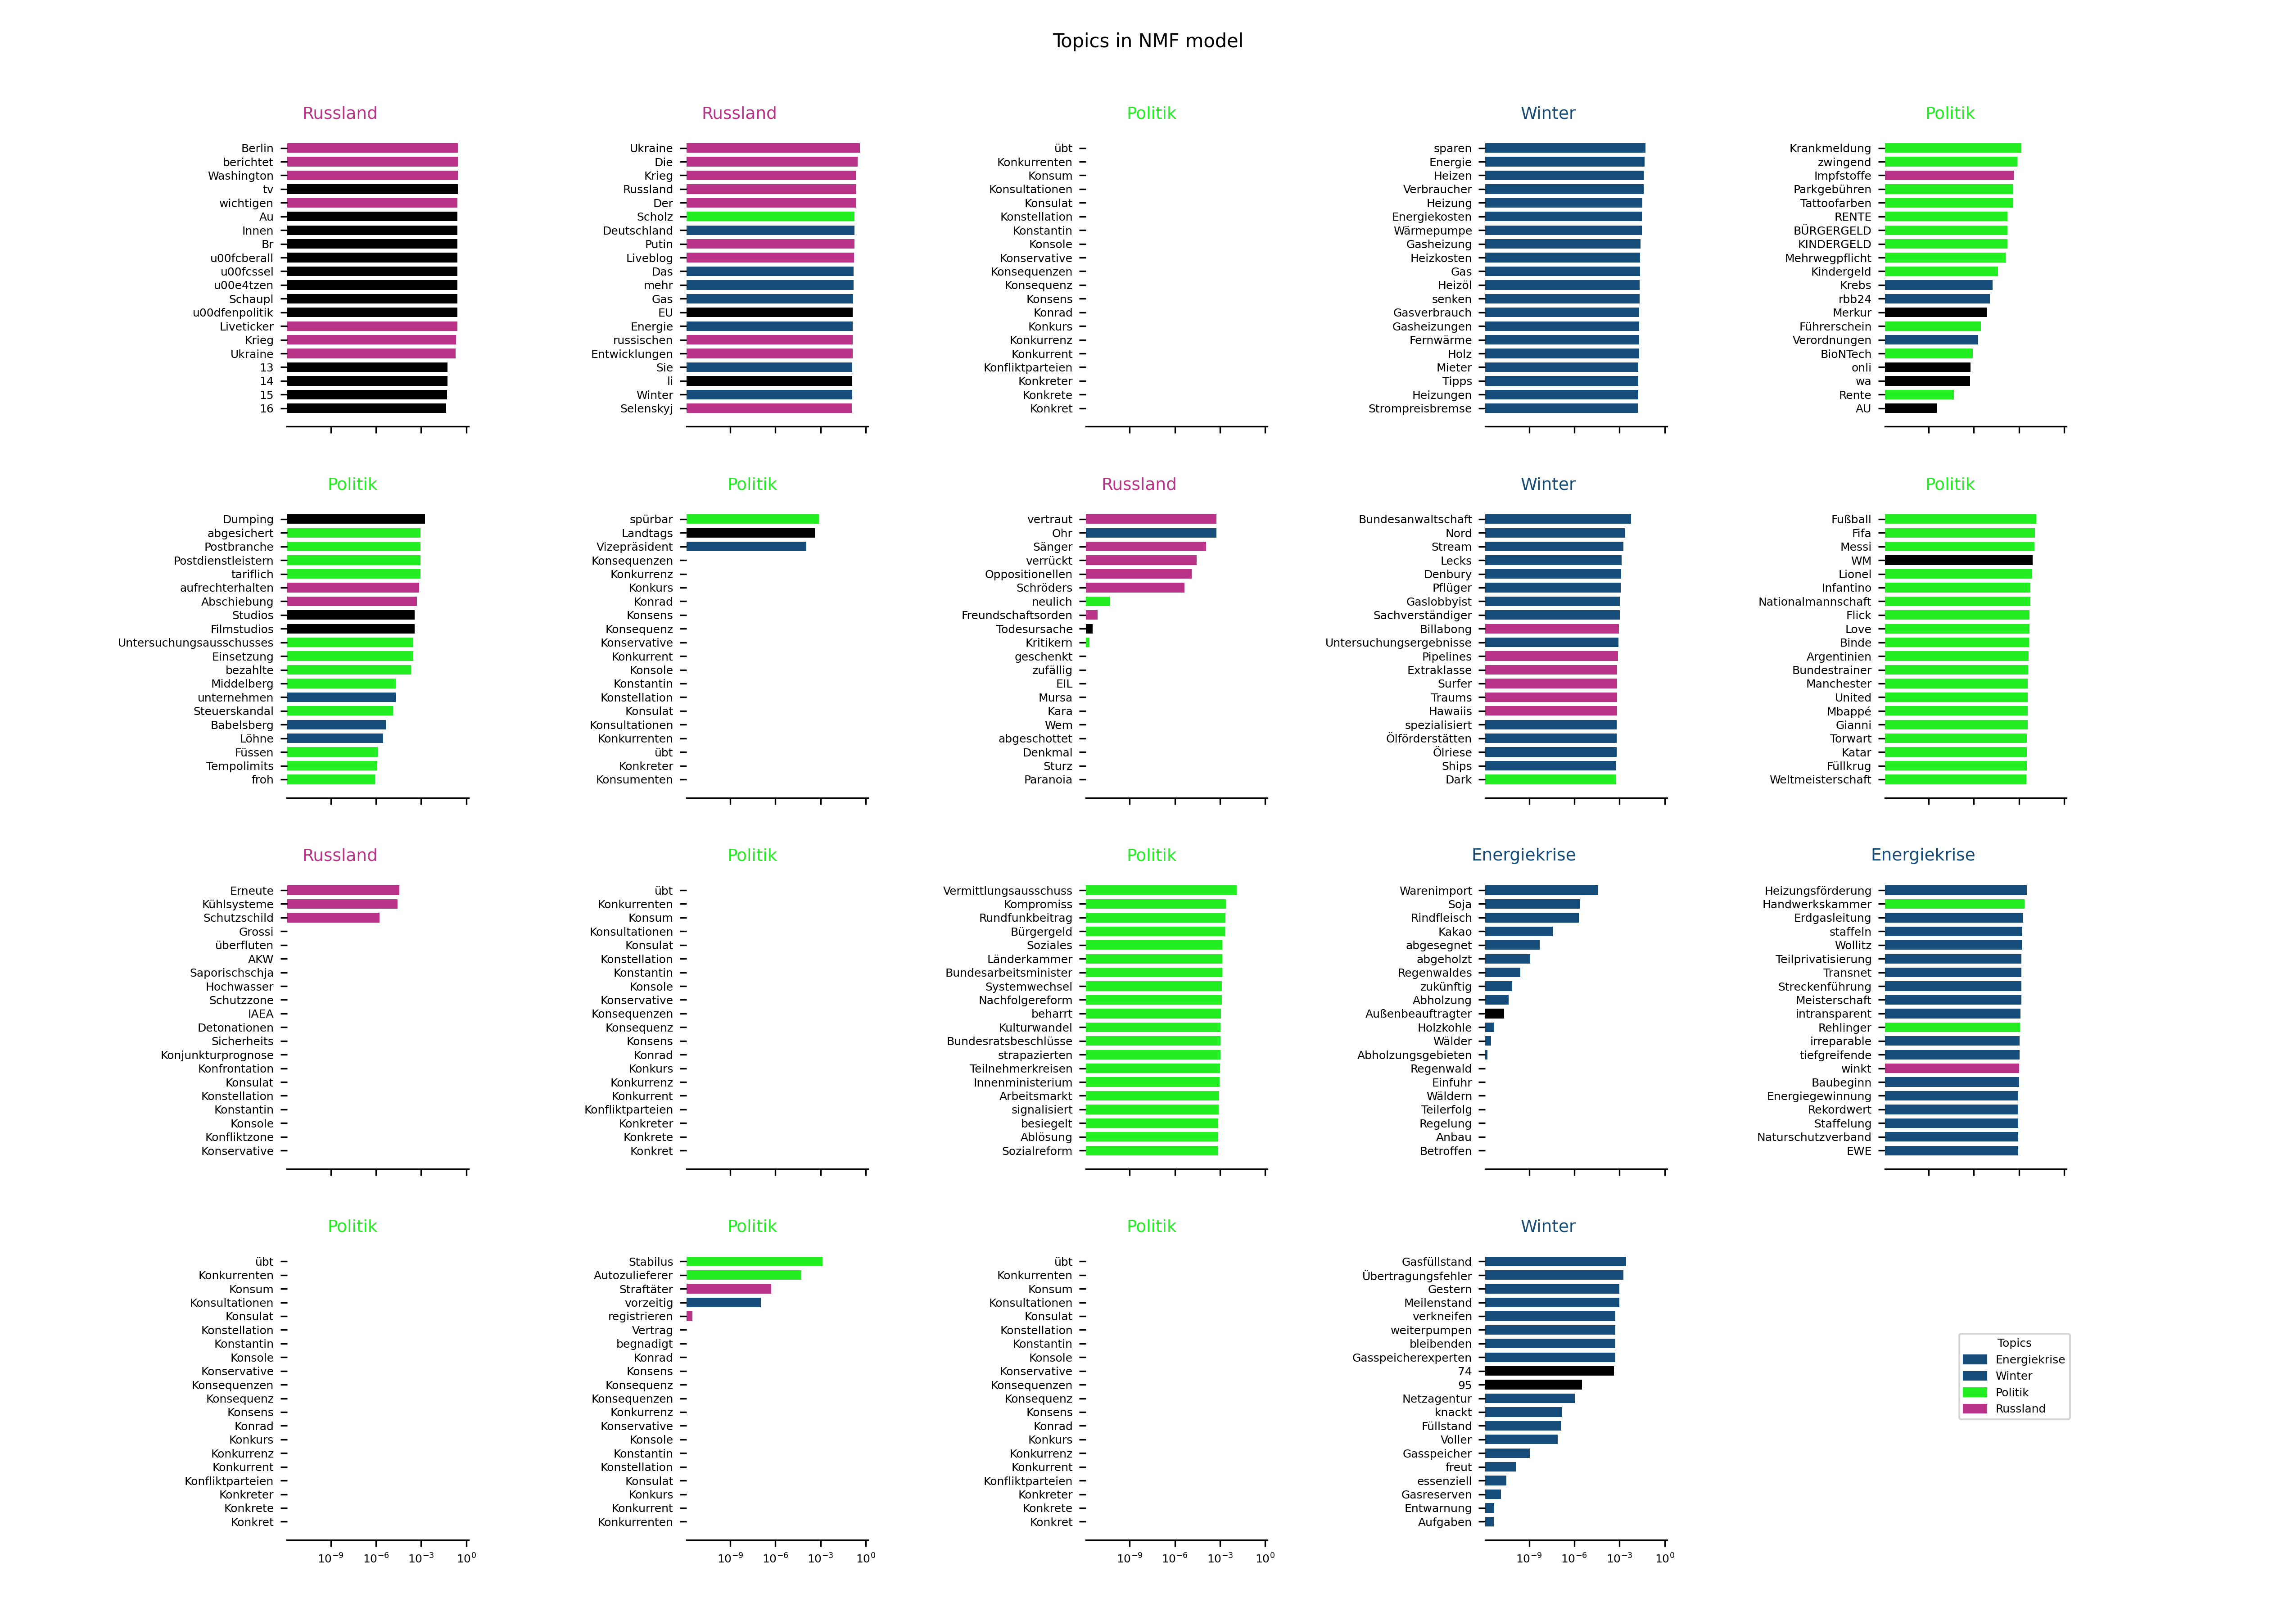 Topics in NMF model
Russland
Berlin
berichtet
Washington
tv
wichtigen
Au
Innen
Br
u00fcberall
u00fcssel
u00e4tzen
Schaupl
u00dfenpolitik
Liveticker
Krieg
Ukraine
13
14
15
16
Russland
Ukraine
Die
Krieg
Russland
Der
Scholz
Deutschland
Putin
Liveblog
Das
mehr
Gas
EU
Energie
russischen
Entwicklungen
Sie
li
Winter
Selenskyj
Politik
übt
Konkurrenten
Konsum
Konsultationen
Konsulat
Konstellation
Konstantin
Konsole
Konservative
Konsequenzen
Konsequenz
Konsens
Konrad
Konkurs
Konkurrenz
Konkurrent
Konfliktparteien
Konkreter
Konkrete
Konkret
Winter
sparen
Energie
Heizen
Verbraucher
Heizung
Energiekosten
Wärmepumpe
Gasheizung
Heizkosten
Gas
Heizöl
senken
Gasverbrauch
Gasheizungen
Fernwärme
Holz
Mieter
Tipps
Heizungen
Strompreisbremse
Politik
Krankmeldung
zwingend
Impfstoffe
Parkgebühren
Tattoofarben
RENTE
BÜRGERGELD
KINDERGELD
Mehrwegpflicht
Kindergeld
Krebs
rbb24
Merkur
Führerschein
Verordnungen
BioNTech
onli
wa
Rente
AU
Politik
Dumping
abgesichert
Postbranche
Postdienstleistern
tariflich
aufrechterhalten
Abschiebung
Studios
Filmstudios
Untersuchungsausschusses
Einsetzung
bezahlte
Middelberg
unternehmen
Steuerskandal
Babelsberg
Löhne
Füssen
Tempolimits
froh
Politik
spürbar
Landtags
Vizepräsident
Konsequenzen
Konkurrenz
Konkurs
Konrad
Konsens
Konsequenz
Konservative
Konkurrent
Konsole
Konstantin
Konstellation
Konsulat
Konsultationen
Konkurrenten
übt
Konkreter
Konsumenten
Russland
vertraut
Ohr
Sänger
verrückt
Oppositionellen
Schröders
neulich
Freundschaftsorden
Todesursache
Kritikern
geschenkt
zufällig
EIL
Mursa
Kara
Wem
abgeschottet
Denkmal
Sturz
Paranoia
Winter
Bundesanwaltschaft
Nord
Stream
Lecks
Denbury
Pflüger
Gaslobbyist
Sachverständiger
Billabong
Untersuchungsergebnisse
Pipelines
Extraklasse
Surfer
Traums
Hawaiis
spezialisiert
Ölförderstätten
Ölriese
Ships
Dark
Politik
Fußball
Fifa
Messi
WM
Lionel
Infantino
Nationalmannschaft
Flick
Love
Binde
Argentinien
Bundestrainer
Manchester
United
Mbappé
Gianni
Torwart
Katar
Füllkrug
Weltmeisterschaft
Russland
Erneute
Kühlsysteme
Schutzschild
Grossi
überfluten
AKW
Saporischschja
Hochwasser
Schutzzone
IAEA
Detonationen
Sicherheits
Konjunkturprognose
Konfrontation
Konsulat
Konstellation
Konstantin
Konsole
Konfliktzone
Konservative
Politik
übt
Konkurrenten
Konsum
Konsultationen
Konsulat
Konstellation
Konstantin
Konsole
Konservative
Konsequenzen
Konsequenz
Konsens
Konrad
Konkurs
Konkurrenz
Konkurrent
Konfliktparteien
Konkreter
Konkrete
Konkret
Politik
Vermittlungsausschuss
Kompromiss
Rundfunkbeitrag
Bürgergeld
Soziales
Länderkammer
Bundesarbeitsminister
Systemwechsel
Nachfolgereform
beharrt
Kulturwandel
Bundesratsbeschlüsse
strapazierten
Teilnehmerkreisen
Innenministerium
Arbeitsmarkt
signalisiert
besiegelt
Ablösung
Sozialreform
Energiekrise
Warenimport
Soja
Rindfleisch
Kakao
abgesegnet
abgeholzt
Regenwaldes
zukünftig
Abholzung
Außenbeauftragter
Holzkohle
Wälder
Abholzungsgebieten
Regenwald
Einfuhr
Wäldern
Teilerfolg
Regelung
Anbau
Betroffen
Energiekrise
Heizungsförderung
Handwerkskammer
Erdgasleitung
staffeln
Wollitz
Teilprivatisierung
Transnet
Streckenführung
Meisterschaft
intransparent
Rehlinger
irreparable
tiefgreifende
winkt
Baubeginn
Energiegewinnung
Rekordwert
Staffelung
Naturschutzverband
EWE
Politik
übt
Konkurrenten
Konsum
Konsultationen
Konsulat
Konstellation
Konstantin
Konsole
Konservative
Konsequenzen
Konsequenz
Konsens
Konrad
Konkurs
Konkurrenz
Konkurrent
Konfliktparteien
Konkreter
Konkrete
Konkret
10⁻⁹ 10⁻⁶ 10⁻³ 10⁰
Politik
Stabilus
Autozulieferer
Straftäter
vorzeitig
registrieren
Vertrag
begnadigt
Konrad
Konsens
Konsequenz
Konsequenzen
Konkurrenz
Konservative
Konsole
Konstantin
Konstellation
Konsulat
Konkurs
Konkurrent
Konkurrenten
10⁻⁹ 10⁻⁶ 10⁻³ 10⁰
Politik
übt
Konkurrenten
Konsum
Konsultationen
Konsulat
Konstellation
Konstantin
Konsole
Konservative
Konsequenzen
Konsequenz
Konsens
Konrad
Konkurs
Konkurrenz
Konkurrent
Konfliktparteien
Konkreter
Konkrete
Konkret
10⁻⁹ 10⁻⁶ 10⁻³ 10⁰
Winter
Gasfüllstand
Übertragungsfehler
Gestern
Meilenstand
verkneifen
weiterpumpen
bleibenden
Gasspeicherexperten
74
95
Netzagentur
knackt
Füllstand
Voller
Gasspeicher
freut
essenziell
Gasreserven
Entwarnung
Aufgaben
10⁻⁹ 10⁻⁶ 10⁻³ 10⁰
Topics
Energiekrise
Winter
Politik
Russland